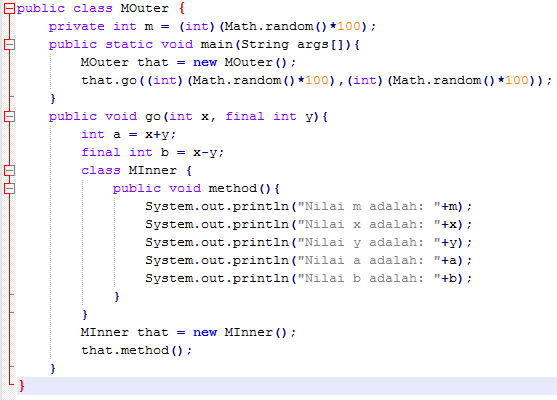 public class MOuter {
    private int m = (int)(Math.random()*100);
    public static void main(String args[]){
        MOuter that = new MOuter();
        that.go((int)(Math.random()*100),(int)(Math.random()*100));
    }
    public void go(int x, final int y){
        int a = x+y;
        final int b = x-y;
        class MInner {
            public void method(){
                System.out.println("Nilai m adalah: "+m);
                System.out.println("Nilai x adalah: "+x);
                System.out.println("Nilai y adalah: "+y);
                System.out.println("Nilai a adalah: "+a);
                System.out.println("Nilai b adalah: "+b);
            }
        }
        MInner that = new MInner();
        that.method();
    }
}